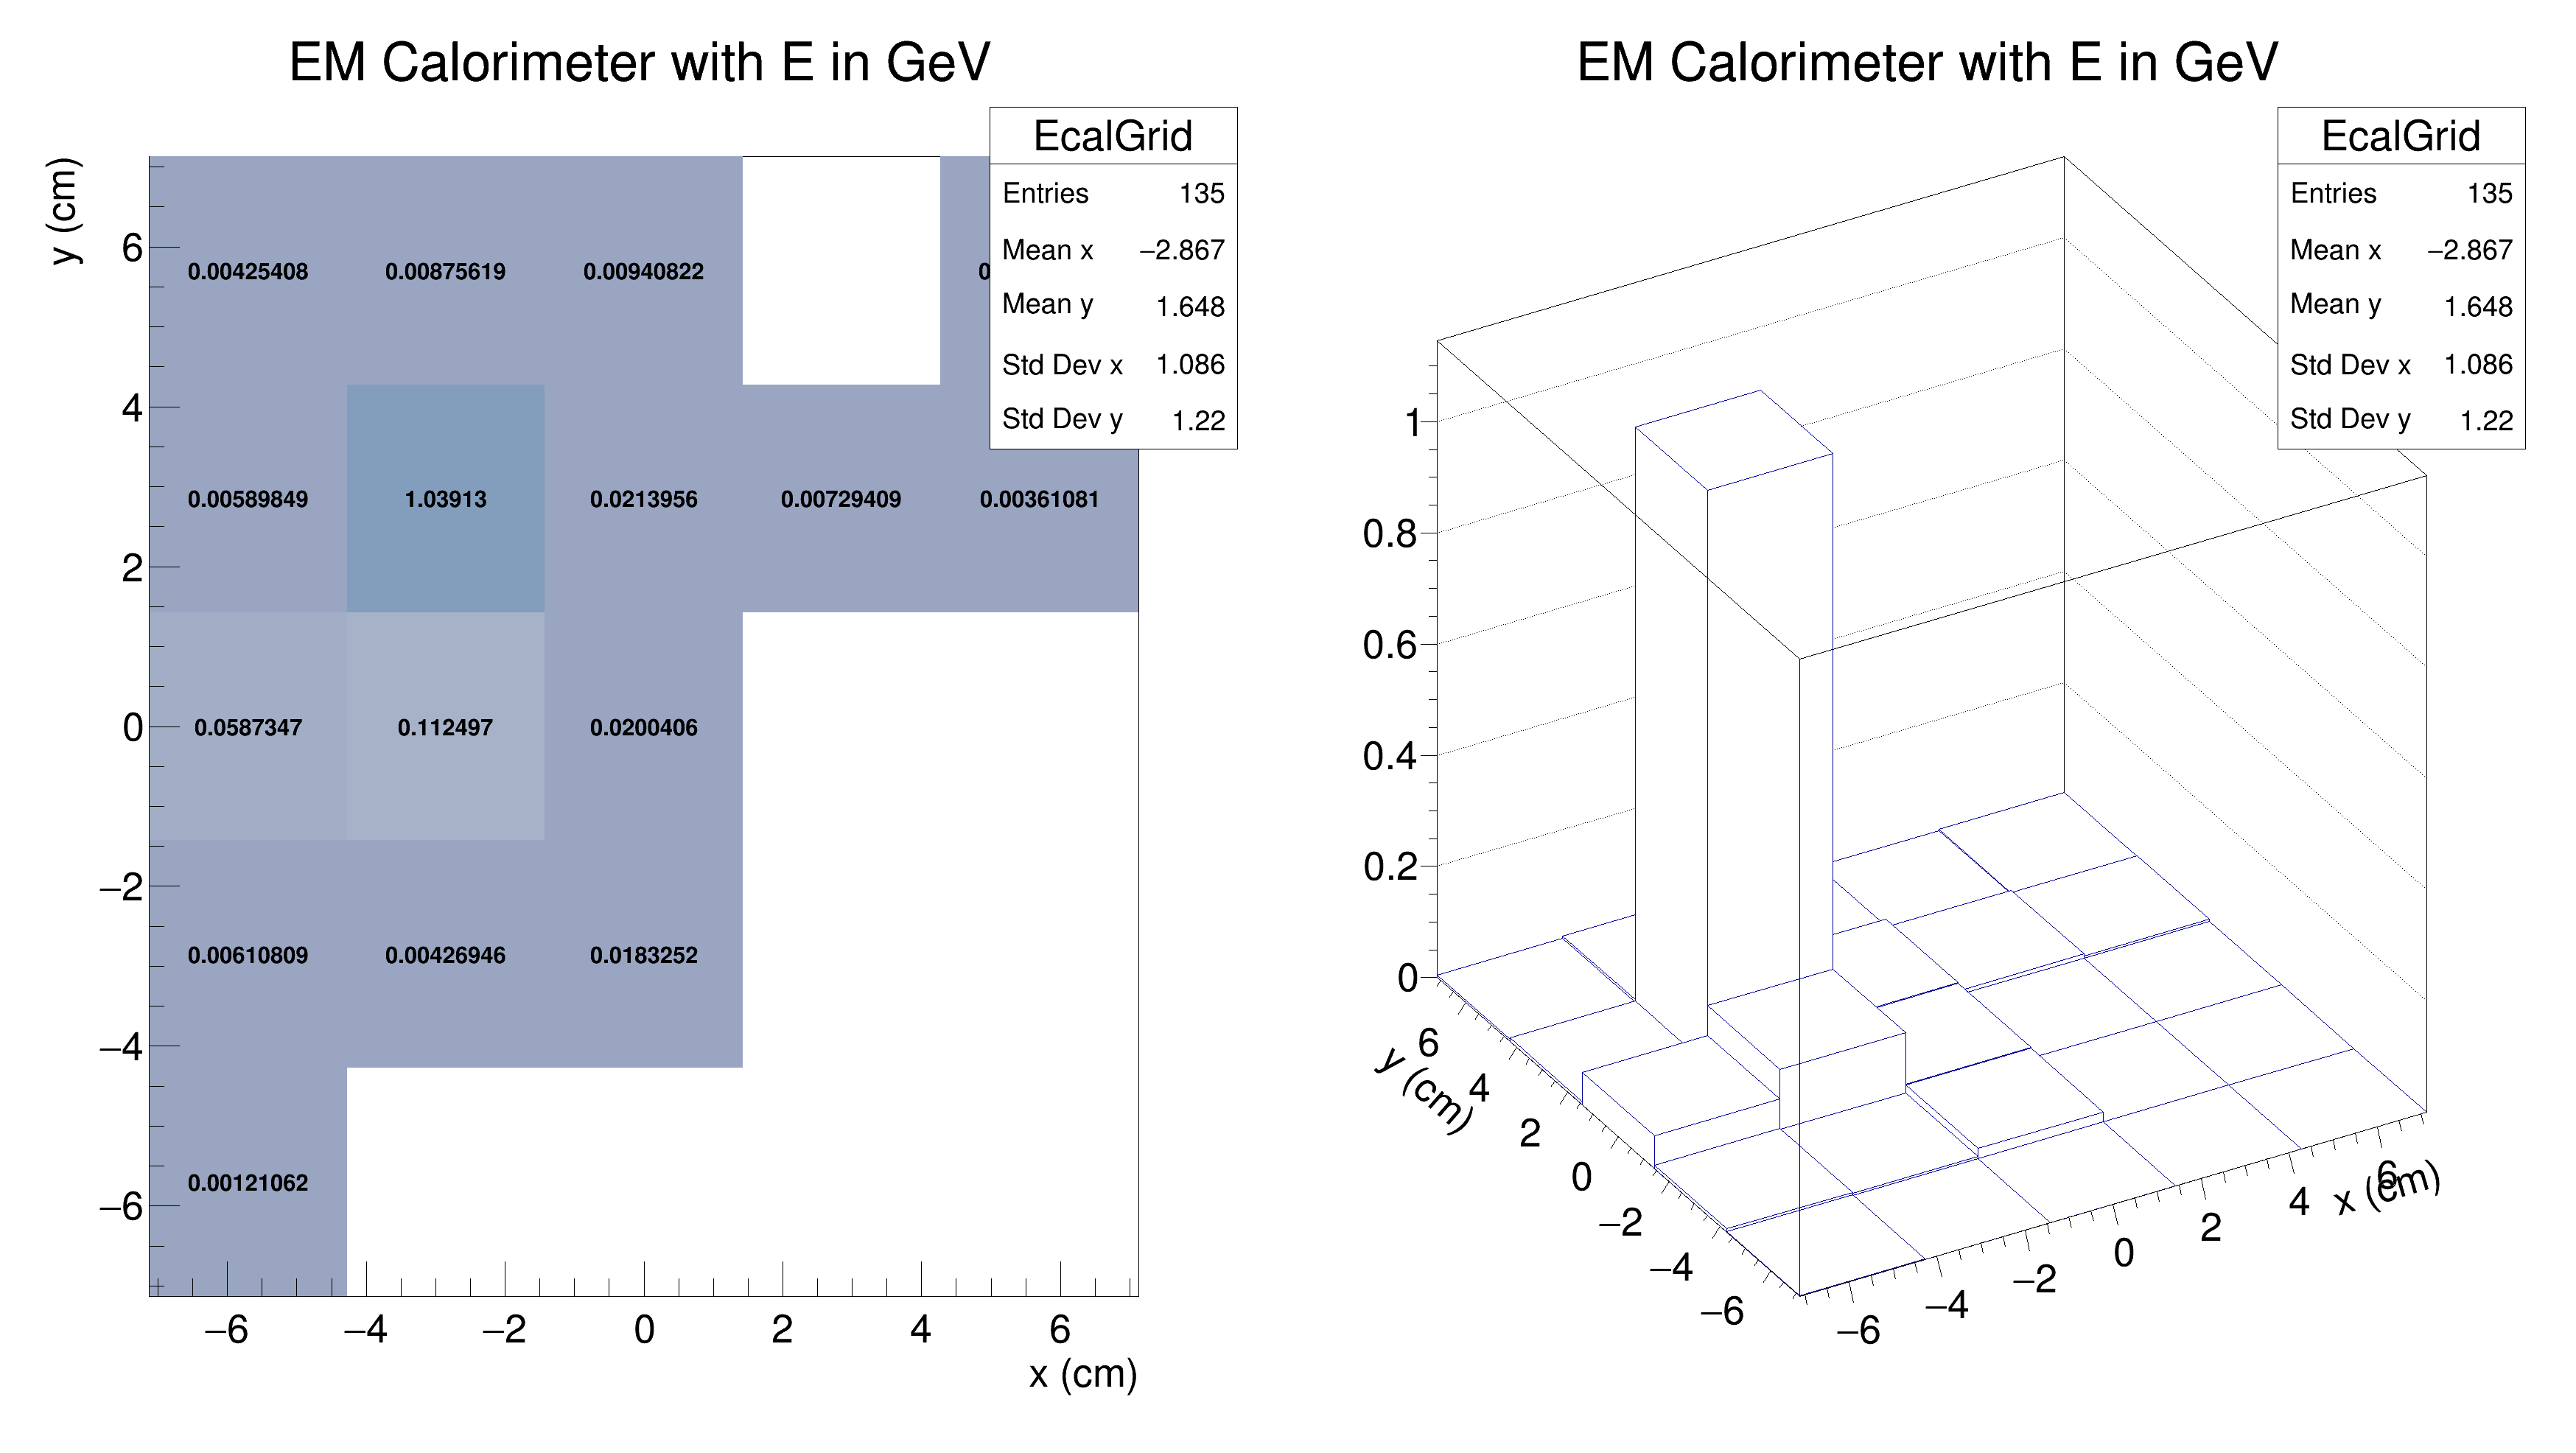 EM Calorimeter with E in GeV
EcalGrid
Entries 135
Mean x −2.867
Mean y 1.648
Std Dev x 1.086
Std Dev y 1.22
y (cm)
6
4
2
0
−2
−4
−6
0.00425408 0.00875619 0.00940822
0.00589849 1.03913 0.0213956 0.00729409 0.00361081
0.0587347 0.112497 0.0200406
0.00610809 0.00426946 0.0183252
0.00121062
−6 −4 −2 0 2 4 6
x (cm)
EM Calorimeter with E in GeV
EcalGrid
Entries 135
Mean x −2.867
Mean y 1.648
Std Dev x 1.086
Std Dev y 1.22
1
0.8
0.6
0.4
0.2
0
6
4
2
0
−2
−4
−6
y (cm)
−6
−4
−2
0
2
4
6
x (cm)